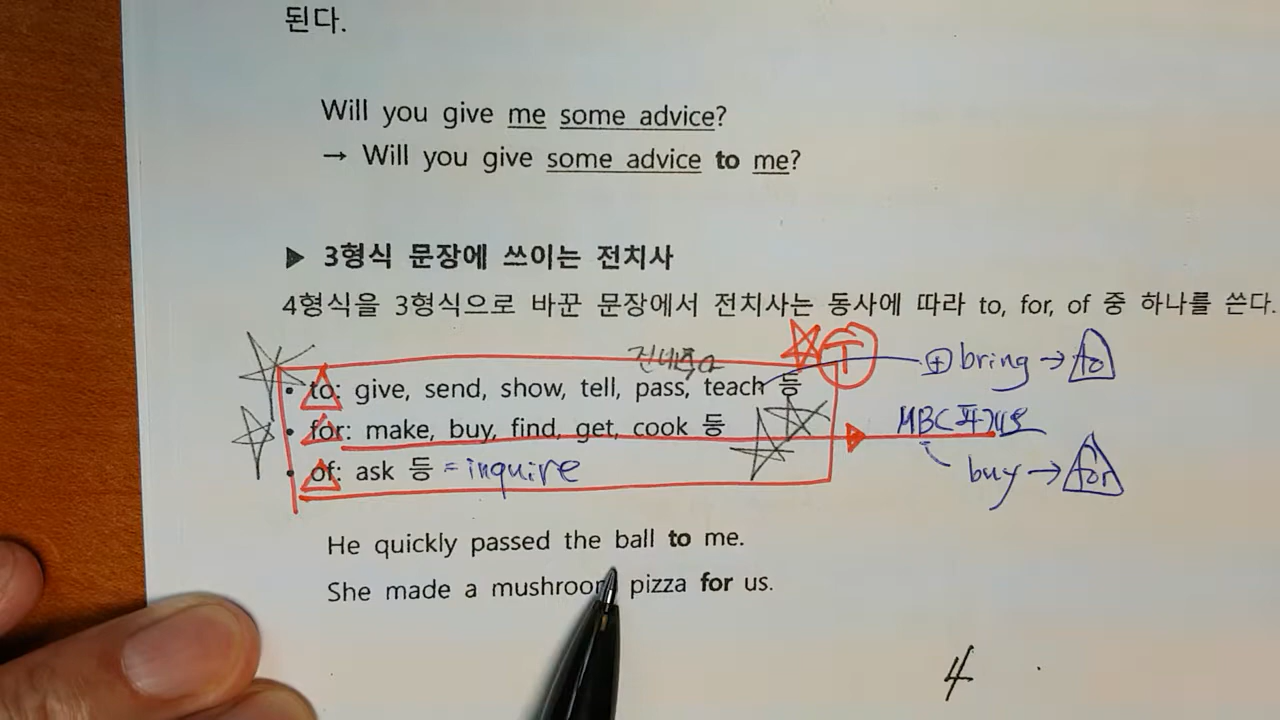 된다.
Will you give me some advice?
→ Will you give some advice to me?
▶ 3형식 문장에 쓰이는 전치사
4형식을 3형식으로 바꾼 문장에서 전치사는 동사에 따라 to, for, of 중 하나를 쓴다.
T
⊕ bring → to
• to: give, send, show, tell, pass, teach 등
MBC
• for: make, buy, find, get, cook 등
buy → for
• of: ask 등 = inquire
He quickly passed the ball to me.
She made a mushroom pizza for us.
4